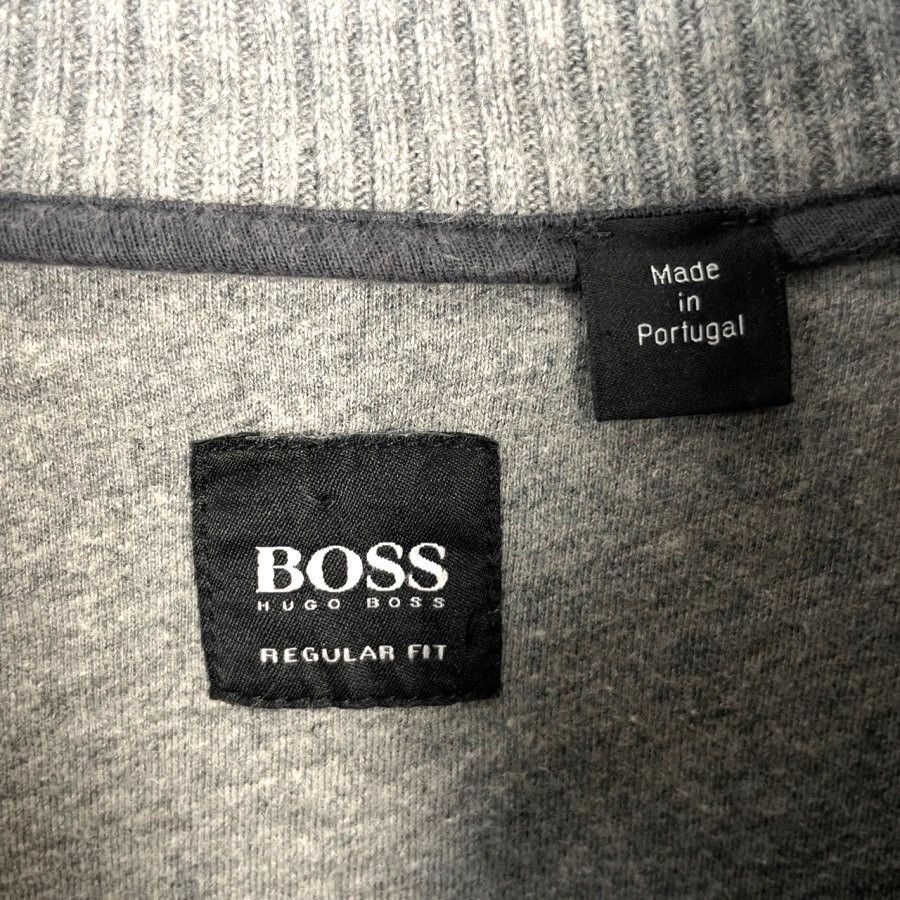 Made
in
Portugal
BOSS
HUGO BOSS
REGULAR FIT